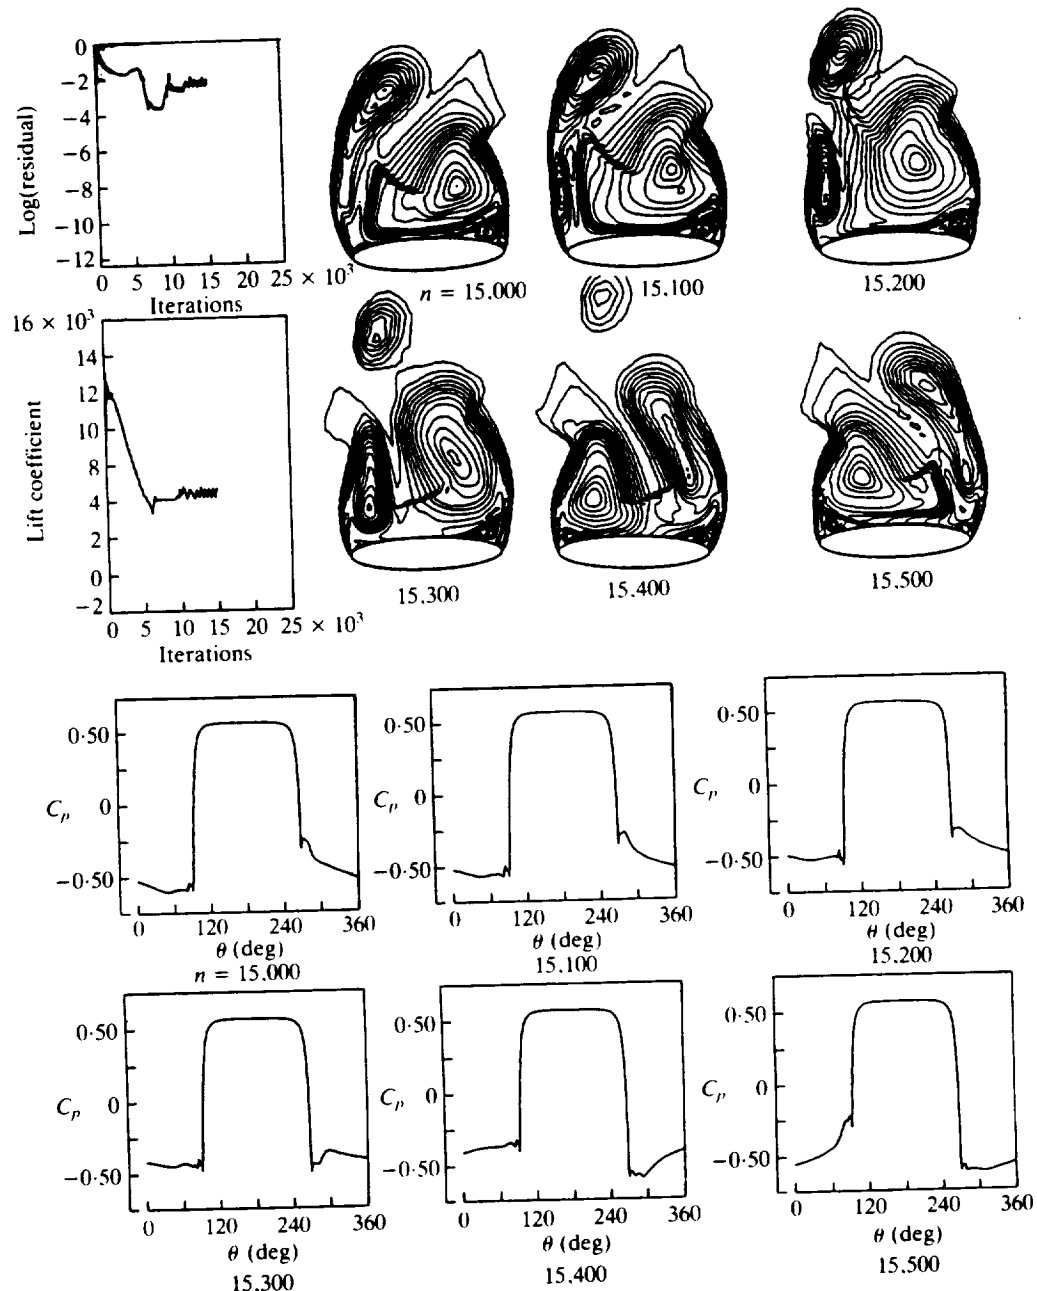 0
−2
−4
−6
−8
−10
−12
Log(residual)
0 5 10 15 20 25 × 10³
Iterations
n = 15.000
15.100
15.200
16 × 10³
14
12
10
8
6
4
2
0
−2
Lift coefficient
0 5 10 15 20 25 × 10³
Iterations
15.300
15.400
15.500
0·50
Cp 0
−0·50
0 120 240 360
θ (deg)
n = 15.000
0·50
Cp 0
−0·50
0 120 240 360
θ (deg)
15.100
0·50
Cp 0
−0·50
0 120 240 360
θ (deg)
15.200
0·50
Cp 0
−0·50
0 120 240 360
θ (deg)
15.300
0·50
Cp 0
−0·50
0 120 240 360
θ (deg)
15.400
0·50
Cp 0
−0·50
0 120 240 360
θ (deg)
15.500